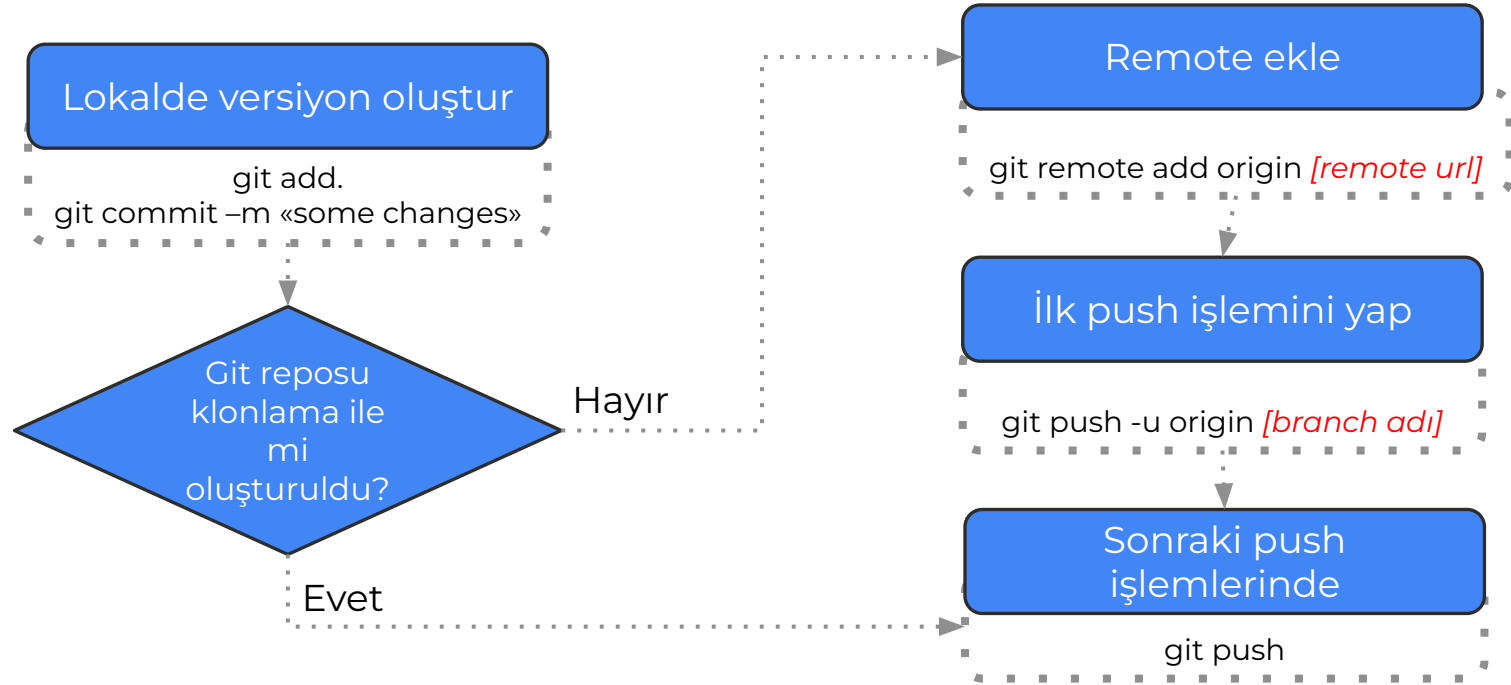 Lokalde versiyon oluştur
git add.
git commit –m «some changes»
Git reposu
klonlama ile
mi
oluşturuldu?
Hayır
Evet
Remote ekle
git remote add origin [remote url]
İlk push işlemini yap
git push -u origin [branch adı]
Sonraki push
işlemlerinde
git push